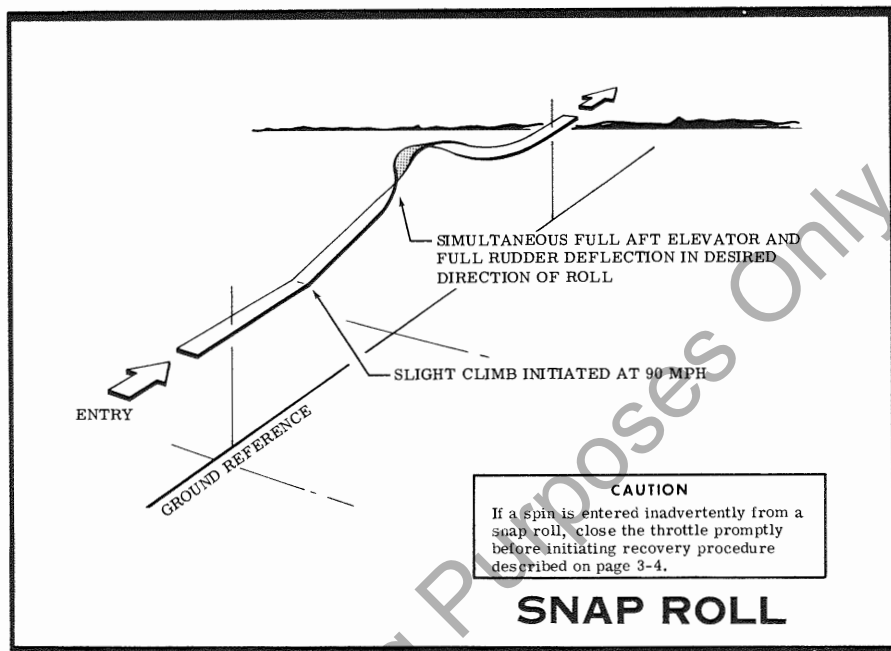 SIMULTANEOUS FULL AFT ELEVATOR AND
FULL RUDDER DEFLECTION IN DESIRED
DIRECTION OF ROLL
SLIGHT CLIMB INITIATED AT 90 MPH
ENTRY
GROUND REFERENCE
CAUTION
If a spin is entered inadvertently from a
snap roll, close the throttle promptly
before initiating recovery procedure
described on page 3-4.
SNAP ROLL
Purposes Only